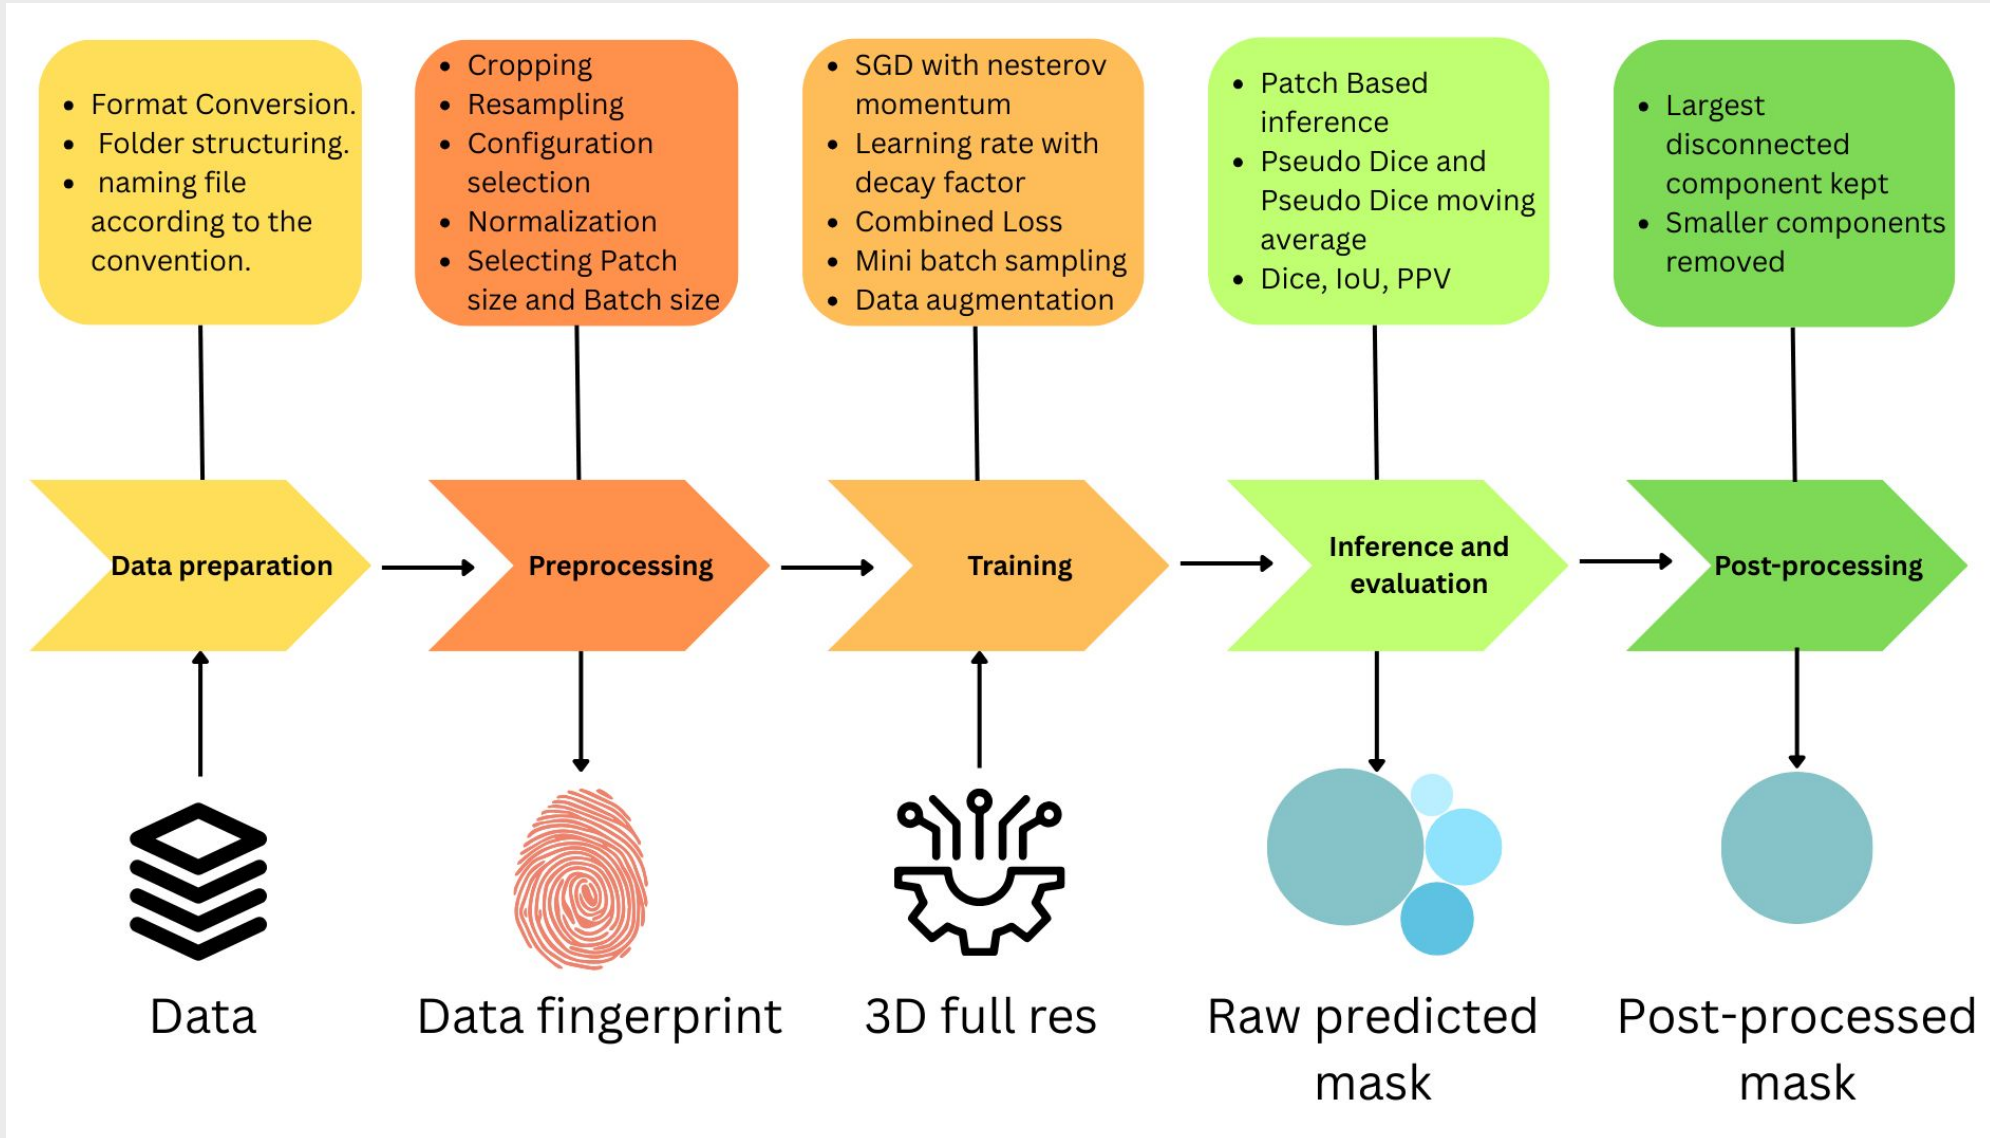 • Format Conversion.
• Folder structuring.
• naming file
according to the
convention.
• Cropping
• Resampling
• Configuration
selection
• Normalization
• Selecting Patch
size and Batch size
• SGD with nesterov
momentum
• Learning rate with
decay factor
• Combined Loss
• Mini batch sampling
• Data augmentation
• Patch Based
inference
• Pseudo Dice and
Pseudo Dice moving
average
• Dice, IoU, PPV
• Largest
disconnected
component kept
• Smaller components
removed
Data preparation
Preprocessing
Training
Inference and
evaluation
Post-processing
Data
Data fingerprint
3D full res
Raw predicted
mask
Post-processed
mask